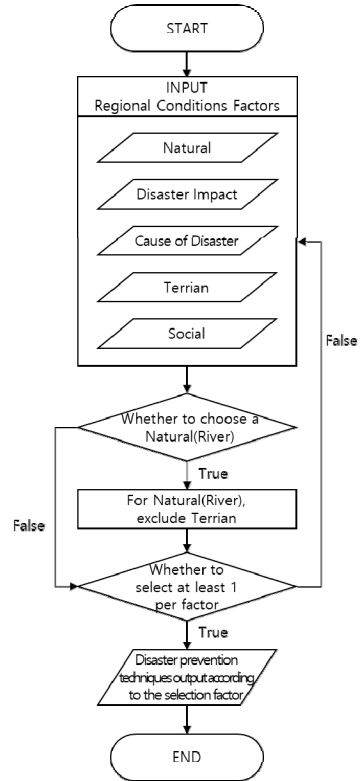 START
INPUT
Regional Conditions Factors
Natural
Disaster Impact
Cause of Disaster
Terrian
Social
False
Whether to choose a
Natural(River)
True
For Natural(River),
exclude Terrian
False
Whether to
select at least 1
per factor
True
Disaster prevention
techniques output according
to the selection factor
END